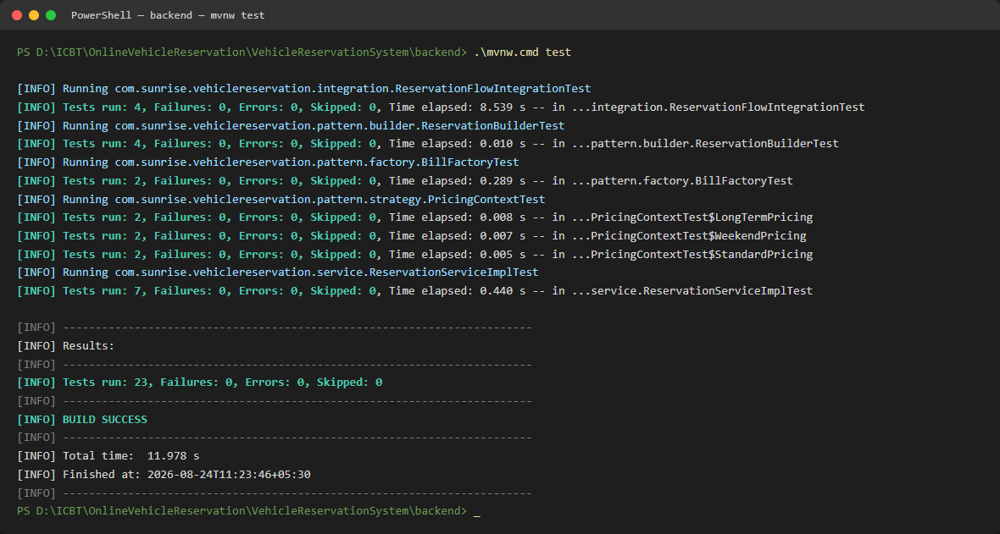 PowerShell — backend — mvnw test
PS D:\ICBT\OnlineVehicleReservation\VehicleReservationSystem\backend> .\mvnw.cmd test
[INFO] Running com.sunrise.vehiclereservation.integration.ReservationFlowIntegrationTest
[INFO] Tests run: 4, Failures: 0, Errors: 0, Skipped: 0, Time elapsed: 8.539 s -- in ...integration.ReservationFlowIntegrationTest
[INFO] Running com.sunrise.vehiclereservation.pattern.builder.ReservationBuilderTest
[INFO] Tests run: 4, Failures: 0, Errors: 0, Skipped: 0, Time elapsed: 0.010 s -- in ...pattern.builder.ReservationBuilderTest
[INFO] Running com.sunrise.vehiclereservation.pattern.factory.BillFactoryTest
[INFO] Tests run: 2, Failures: 0, Errors: 0, Skipped: 0, Time elapsed: 0.289 s -- in ...pattern.factory.BillFactoryTest
[INFO] Running com.sunrise.vehiclereservation.pattern.strategy.PricingContextTest
[INFO] Tests run: 2, Failures: 0, Errors: 0, Skipped: 0, Time elapsed: 0.008 s -- in ...PricingContextTest$LongTermPricing
[INFO] Tests run: 2, Failures: 0, Errors: 0, Skipped: 0, Time elapsed: 0.007 s -- in ...PricingContextTest$WeekendPricing
[INFO] Tests run: 2, Failures: 0, Errors: 0, Skipped: 0, Time elapsed: 0.005 s -- in ...PricingContextTest$StandardPricing
[INFO] Running com.sunrise.vehiclereservation.service.ReservationServiceImplTest
[INFO] Tests run: 7, Failures: 0, Errors: 0, Skipped: 0, Time elapsed: 0.440 s -- in ...service.ReservationServiceImplTest
[INFO] ------------------------------------------------------------------------
[INFO] Results:
[INFO] ------------------------------------------------------------------------
[INFO] Tests run: 23, Failures: 0, Errors: 0, Skipped: 0
[INFO] ------------------------------------------------------------------------
[INFO] BUILD SUCCESS
[INFO] ------------------------------------------------------------------------
[INFO] Total time:  11.978 s
[INFO] Finished at: 2026-08-24T11:23:46+05:30
[INFO] ------------------------------------------------------------------------
PS D:\ICBT\OnlineVehicleReservation\VehicleReservationSystem\backend> _